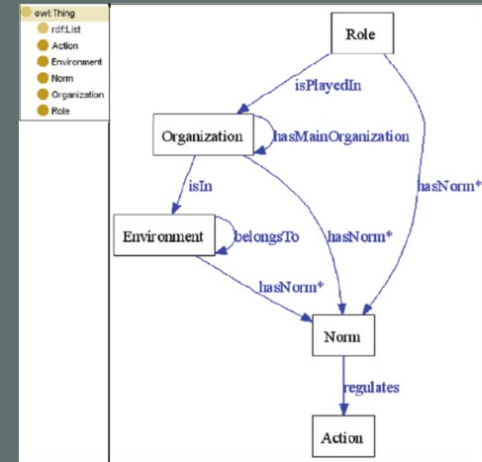 owl:Thing
rdf:List
Action
Environment
Norm
Organization
Role
Role
isPlayedIn
Organization
hasMainOrganization
isIn
hasNorm*
Environment
belongsTo
hasNorm*
hasNorm*
Norm
regulates
Action